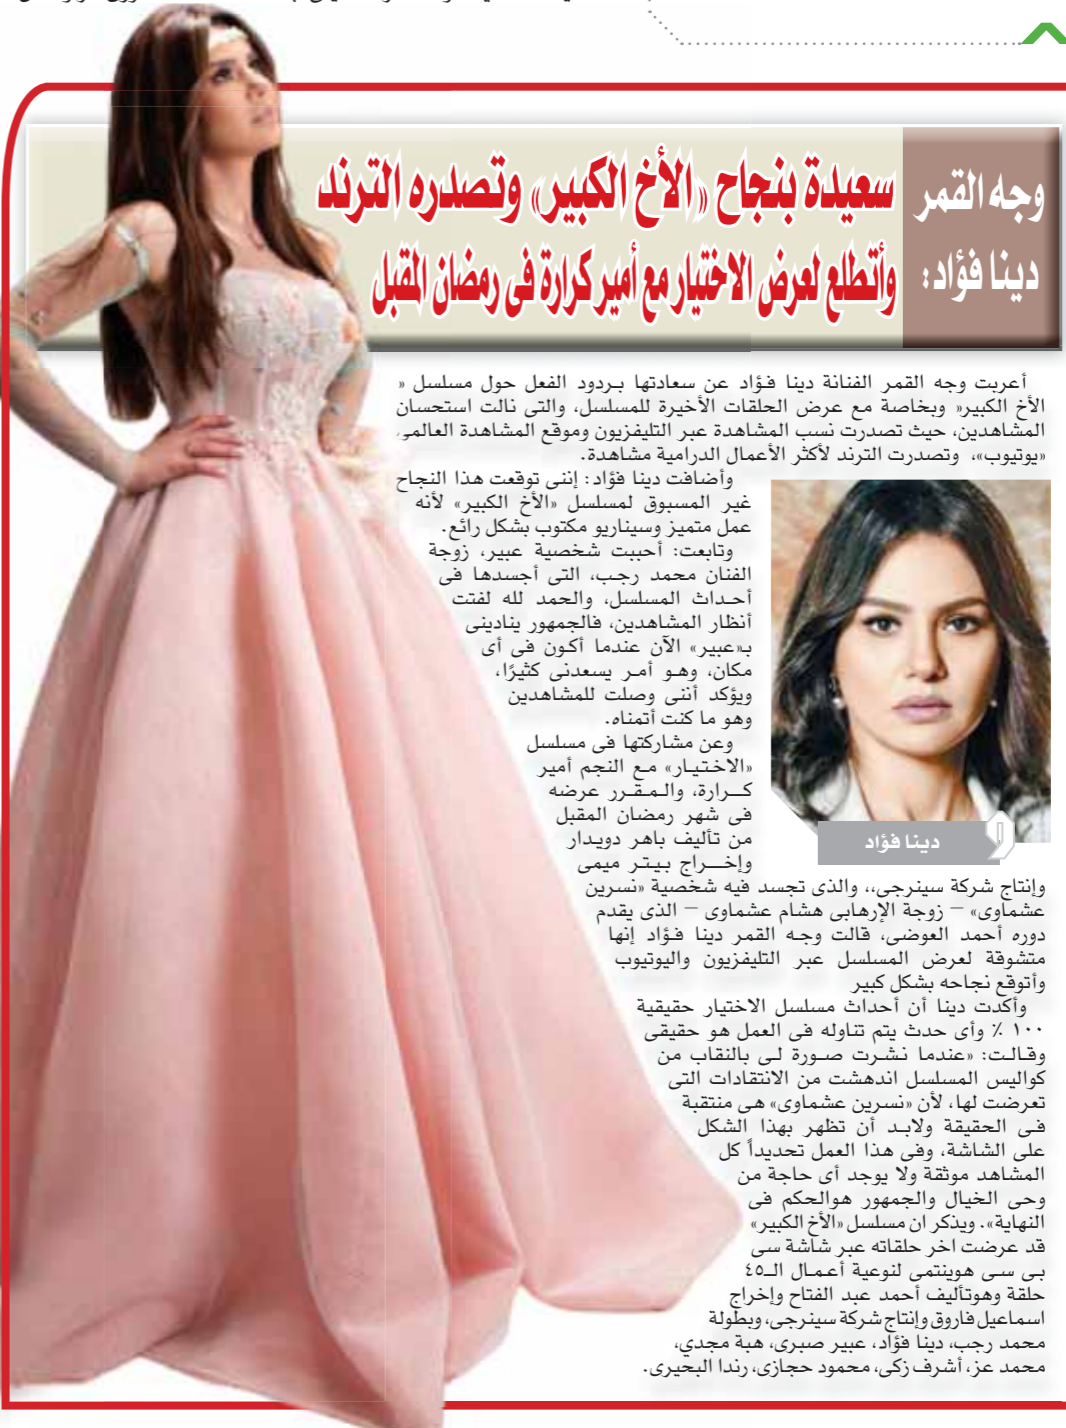 وجه القمر
دينا فؤاد:
سعيدة بنجاح «الأخ الكبير» وتصدره الترند
وأتطلع لعرض الاختيار مع أمير كرارة فى رمضان المقبل
أعربت وجه القمر الفنانة دينا فؤاد عن سعادتها بردود الفعل حول مسلسل «
الأخ الكبير« وبخاصة مع عرض الحلقات الأخيرة للمسلسل، والتى نالت استحسان
المشاهدين، حيث تصدرت نسب المشاهدة عبر التليفزيون وموقع المشاهدة العالمى
«يوتيوب»، وتصدرت الترند لأكثر الأعمال الدرامية مشاهدة.
وأضافت دينا فؤاد: إننى توقعت هذا النجاح
غير المسبوق لمسلسل «الأخ الكبير» لأنه
عمل متميز وسيناريو مكتوب بشكل رائع.
وتابعت: أحببت شخصية عبير، زوجة
الفنان محمد رجب، التى أجسدها فى
أحداث المسلسل، والحمد لله لفتت
أنظار المشاهدين، فالجمهور ينادينى
بـ«عبير» الآن عندما أكون فى أى
مكان، وهو أمر يسعدنى كثيرًا،
ويؤكد أننى وصلت للمشاهدين
وهو ما كنت أتمناه.
وعن مشاركتها فى مسلسل
«الاختيار» مع النجم أمير
كرارة، والمقرر عرضه
فى شهر رمضان المقبل
من تأليف باهر دويدار
وإخراج بيتر ميمى
دينا فؤاد
وإنتاج شركة سينرجى،، والذى تجسد فيه شخصية «نسرين
عشماوى» – زوجة الإرهابى هشام عشماوى – الذى يقدم
دوره أحمد العوضى، قالت وجه القمر دينا فؤاد إنها
متشوقة لعرض المسلسل عبر التليفزيون واليوتيوب
وأتوقع نجاحه بشكل كبير
وأكدت دينا أن أحداث مسلسل الاختيار حقيقية
١٠٠ ٪ وأى حدث يتم تناوله فى العمل هو حقيقى
وقالت: «عندما نشرت صورة لى بالنقاب من
كواليس المسلسل اندهشت من الانتقادات التى
تعرضت لها، لأن «نسرين عشماوى» هى منتقبة
فى الحقيقة ولابد أن تظهر بهذا الشكل
على الشاشة، وفى هذا العمل تحديداً كل
المشاهد موثقة ولا يوجد أى حاجة من
وحى الخيال والجمهور هوالحكم فى
النهاية». ويذكر ان مسلسل «الأخ الكبير»
قد عرضت اخر حلقاته عبر شاشة سى
بى سى هوينتمى لنوعية أعمال الـ٤٥
حلقة وهوتأليف أحمد عبد الفتاح وإخراج
اسماعيل فاروق وإنتاج شركة سينرجى، وبطولة
محمد رجب، دينا فؤاد، عبير صبرى، هبة مجدي،
محمد عز، أشرف زكى، محمود حجازى، رندا البحيرى.